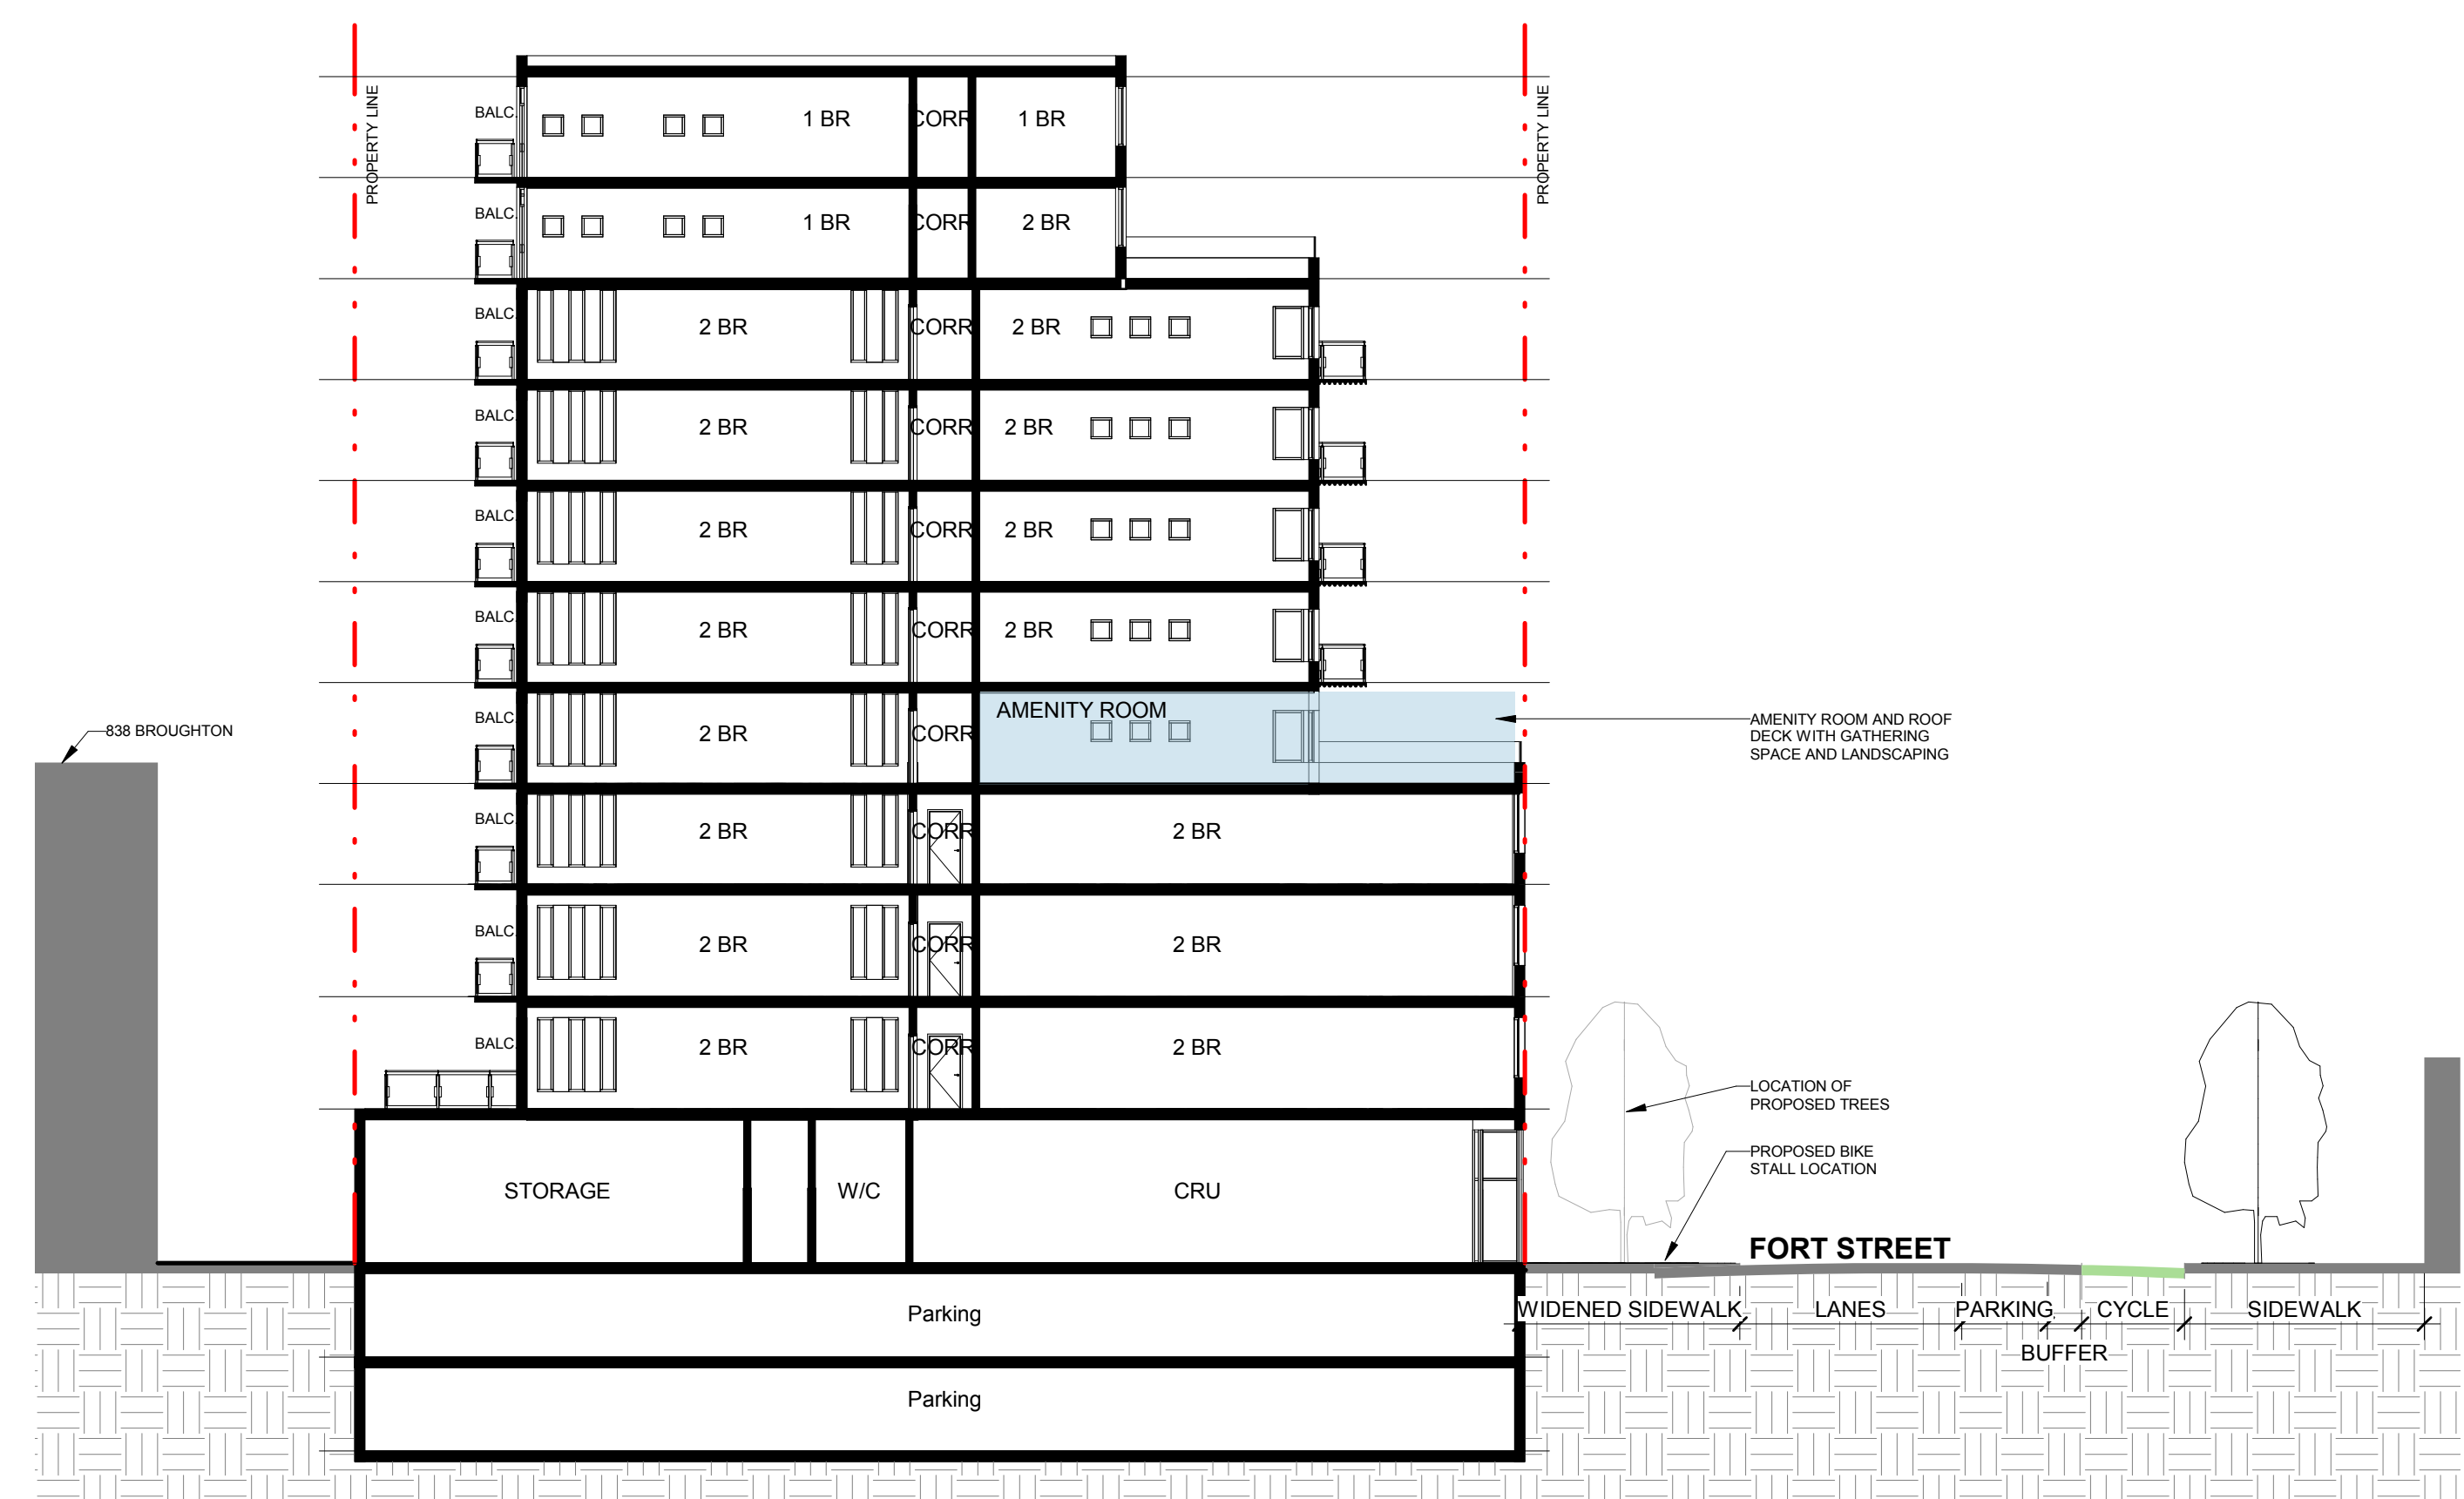 PROPERTY LINE
PROPERTY LINE
BALC.
1 BR
CORR
1 BR
BALC.
1 BR
CORR
2 BR
BALC.
2 BR
CORR
2 BR
BALC.
2 BR
CORR
2 BR
BALC.
2 BR
CORR
2 BR
BALC.
2 BR
CORR
2 BR
BALC.
2 BR
CORR
AMENITY ROOM
AMENITY ROOM AND ROOF
DECK WITH GATHERING
SPACE AND LANDSCAPING
838 BROUGHTON
BALC.
2 BR
CORR
2 BR
BALC.
2 BR
CORR
2 BR
BALC.
2 BR
CORR
2 BR
LOCATION OF
PROPOSED TREES
PROPOSED BIKE
STALL LOCATION
STORAGE
W/C
CRU
FORT STREET
Parking
WIDENED SIDEWALK
LANES
PARKING
CYCLE
SIDEWALK
BUFFER
Parking